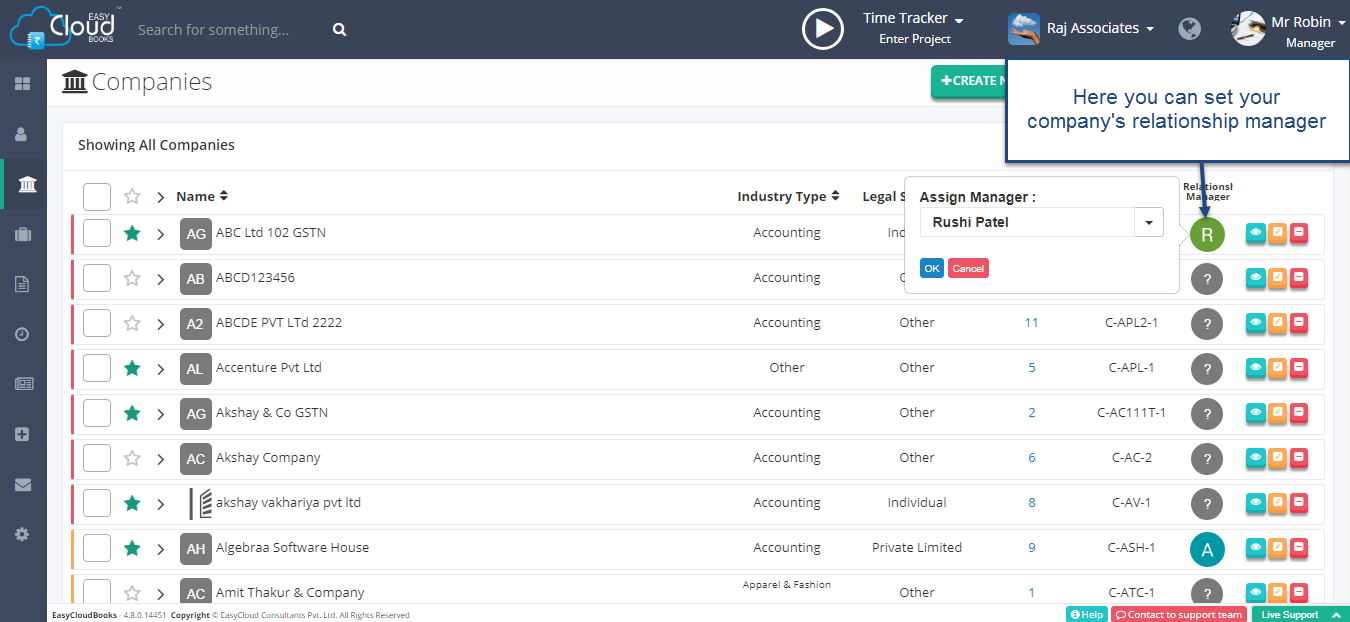 EASY
Cloud ™
BOOKS
₹
Search for something...
Time Tracker
Enter Project
Raj Associates
Mr Robin
Manager
Companies
+CREATE N
Here you can set your
company's relationship manager
Showing All Companies
Name
Industry Type
Legal S
Relationsh
Manager
Assign Manager :
Rushi Patel
OK Cancel
AG ABC Ltd 102 GSTN Accounting Ind R
AB ABCD123456 Accounting ?
A2 ABCDE PVT LTd 2222 Accounting Other 11 C-APL2-1 ?
AL Accenture Pvt Ltd Other Other 5 C-APL-1 ?
AG Akshay & Co GSTN Accounting Other 2 C-AC111T-1 ?
AC Akshay Company Accounting Other 6 C-AC-2 ?
akshay vakhariya pvt ltd Accounting Individual 8 C-AV-1 ?
AH Algebraa Software House Accounting Private Limited 9 C-ASH-1 A
AC Amit Thakur & Company Apparel & Fashion Other 1 C-ATC-1 ?
EasyCloudBooks - 4.8.0.14451 Copyright © EasyCloud Consultants Pvt. Ltd. All Rights Reserved
Help Contact to support team Live Support